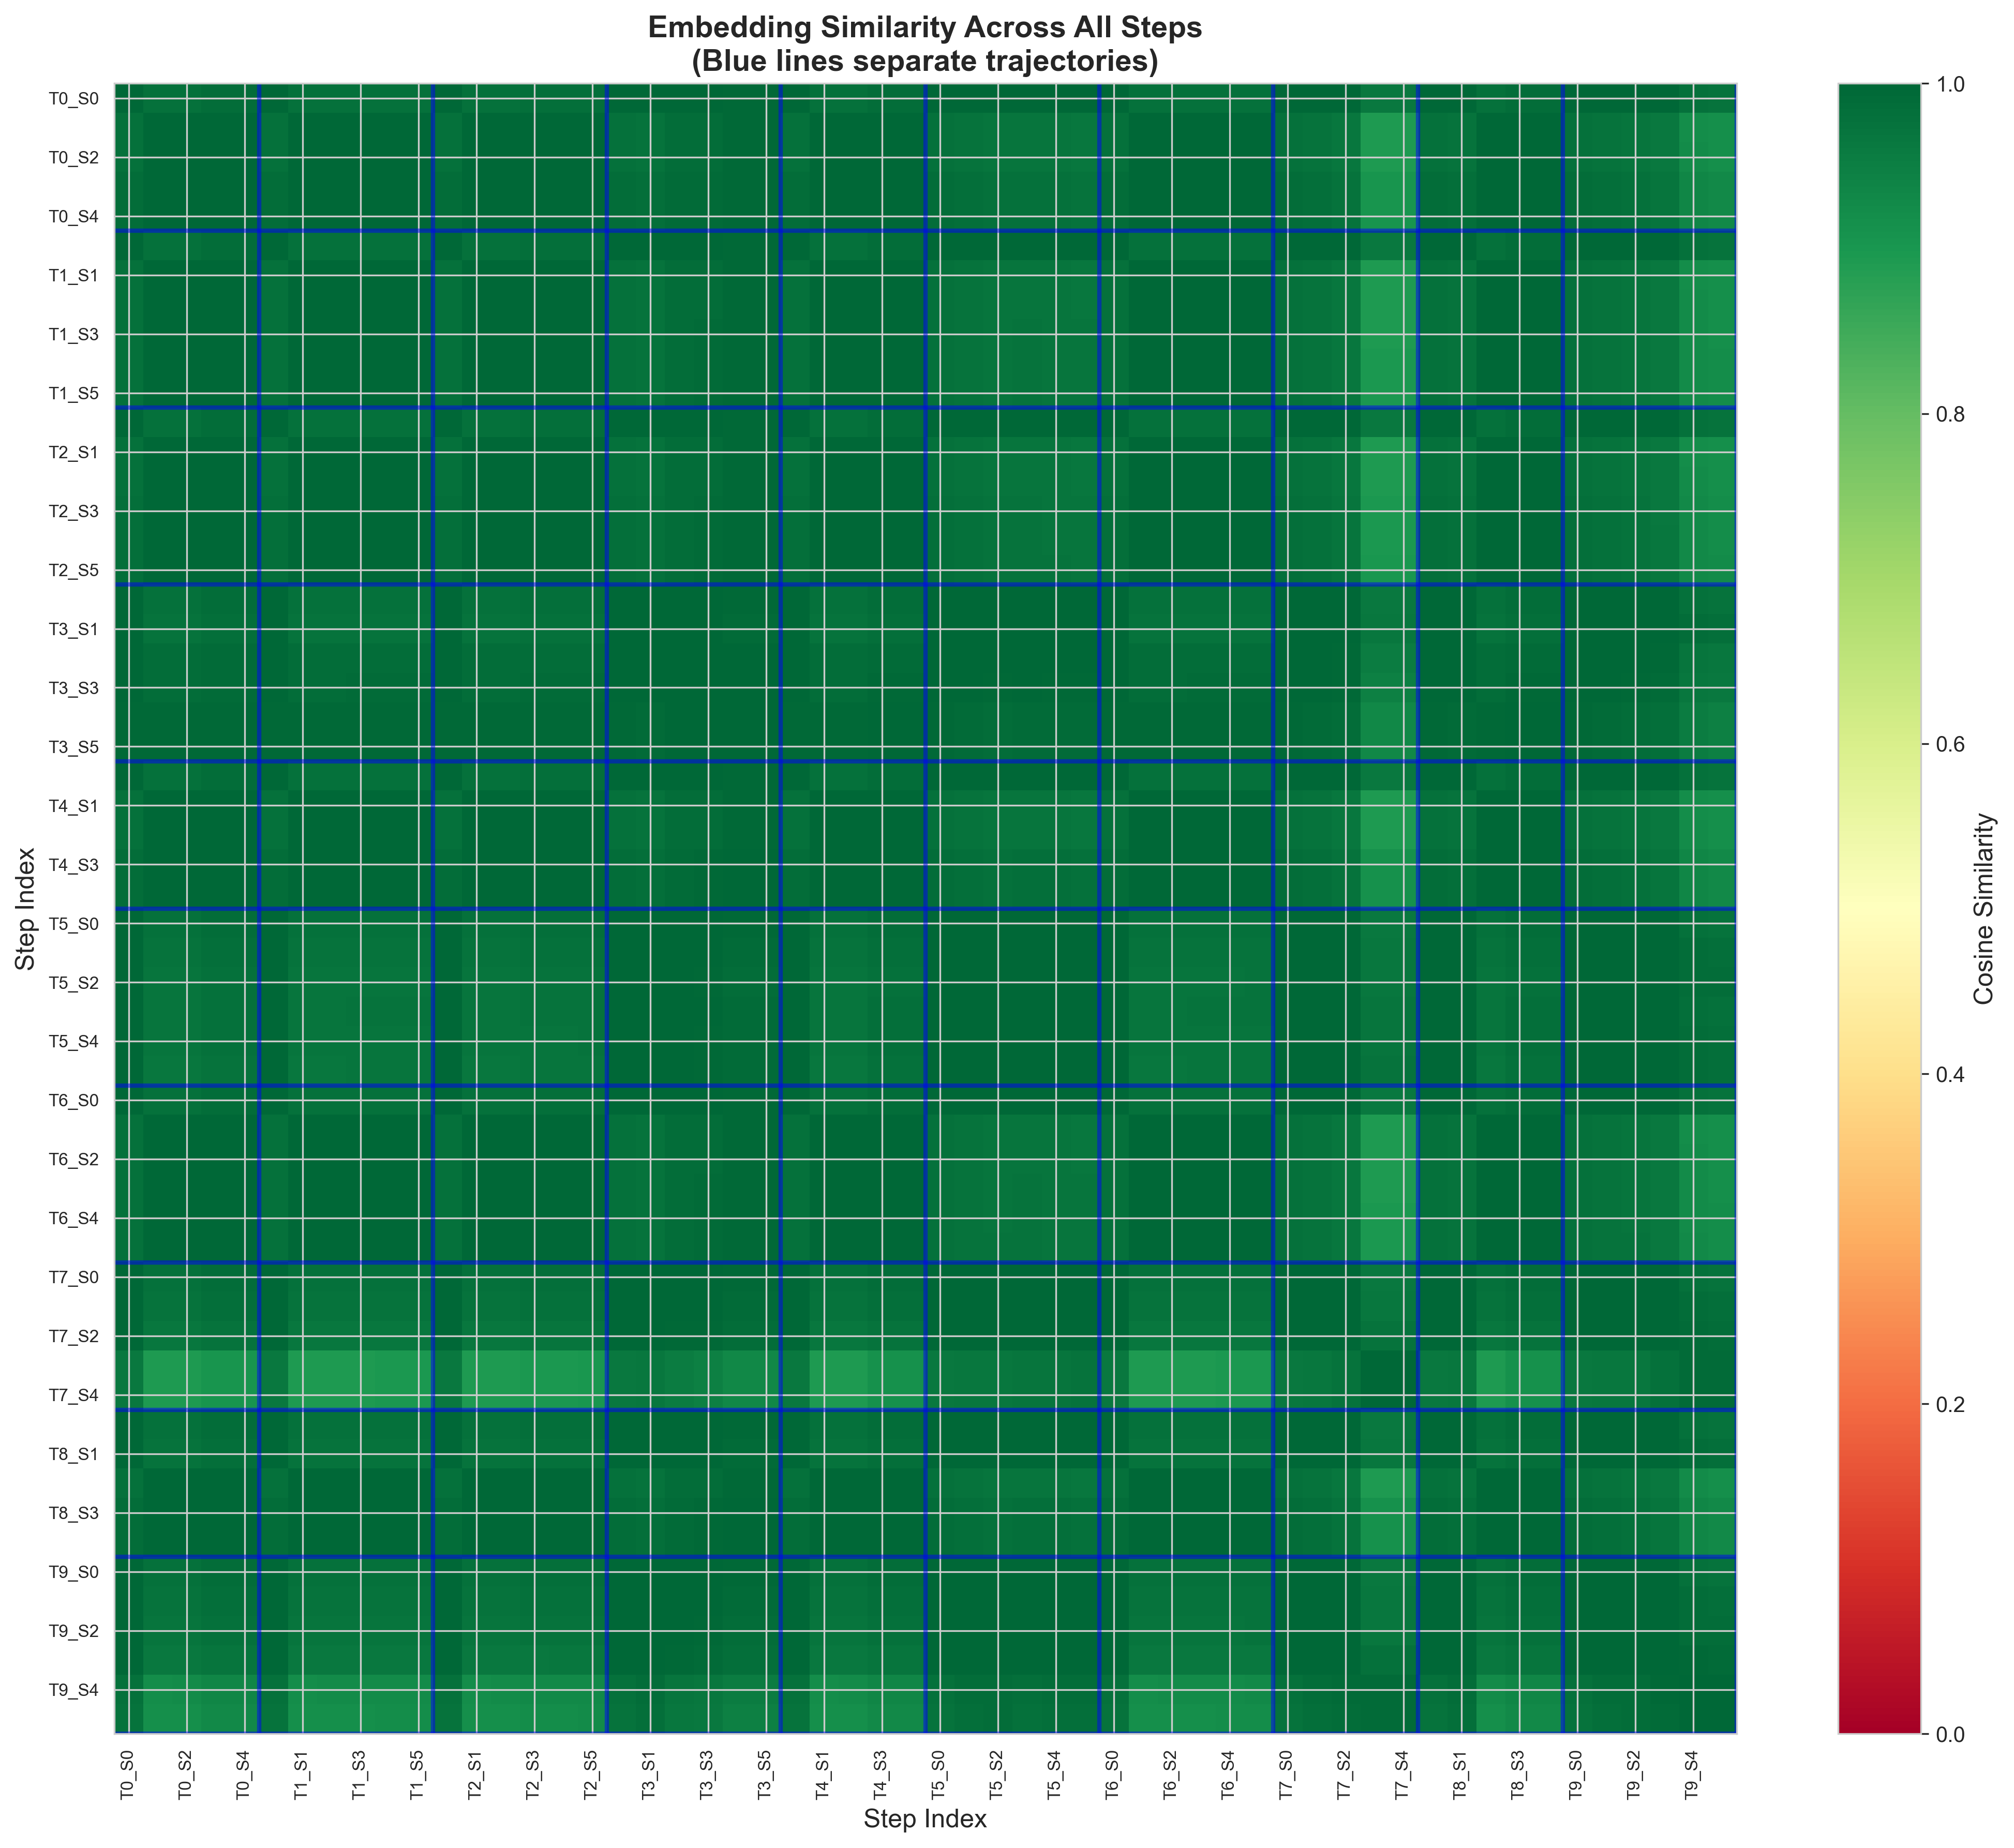 Embedding Similarity Across All Steps
(Blue lines separate trajectories)
T0_S0
T0_S2
T0_S4
T1_S1
T1_S3
T1_S5
T2_S1
T2_S3
T2_S5
T3_S1
T3_S3
T3_S5
T4_S1
T4_S3
T5_S0
T5_S2
T5_S4
T6_S0
T6_S2
T6_S4
T7_S0
T7_S2
T7_S4
T8_S1
T8_S3
T9_S0
T9_S2
T9_S4
Step Index
T0_S0
T0_S2
T0_S4
T1_S1
T1_S3
T1_S5
T2_S1
T2_S3
T2_S5
T3_S1
T3_S3
T3_S5
T4_S1
T4_S3
T5_S0
T5_S2
T5_S4
T6_S0
T6_S2
T6_S4
T7_S0
T7_S2
T7_S4
T8_S1
T8_S3
T9_S0
T9_S2
T9_S4
Step Index
1.0
0.8
0.6
0.4
0.2
0.0
Cosine Similarity